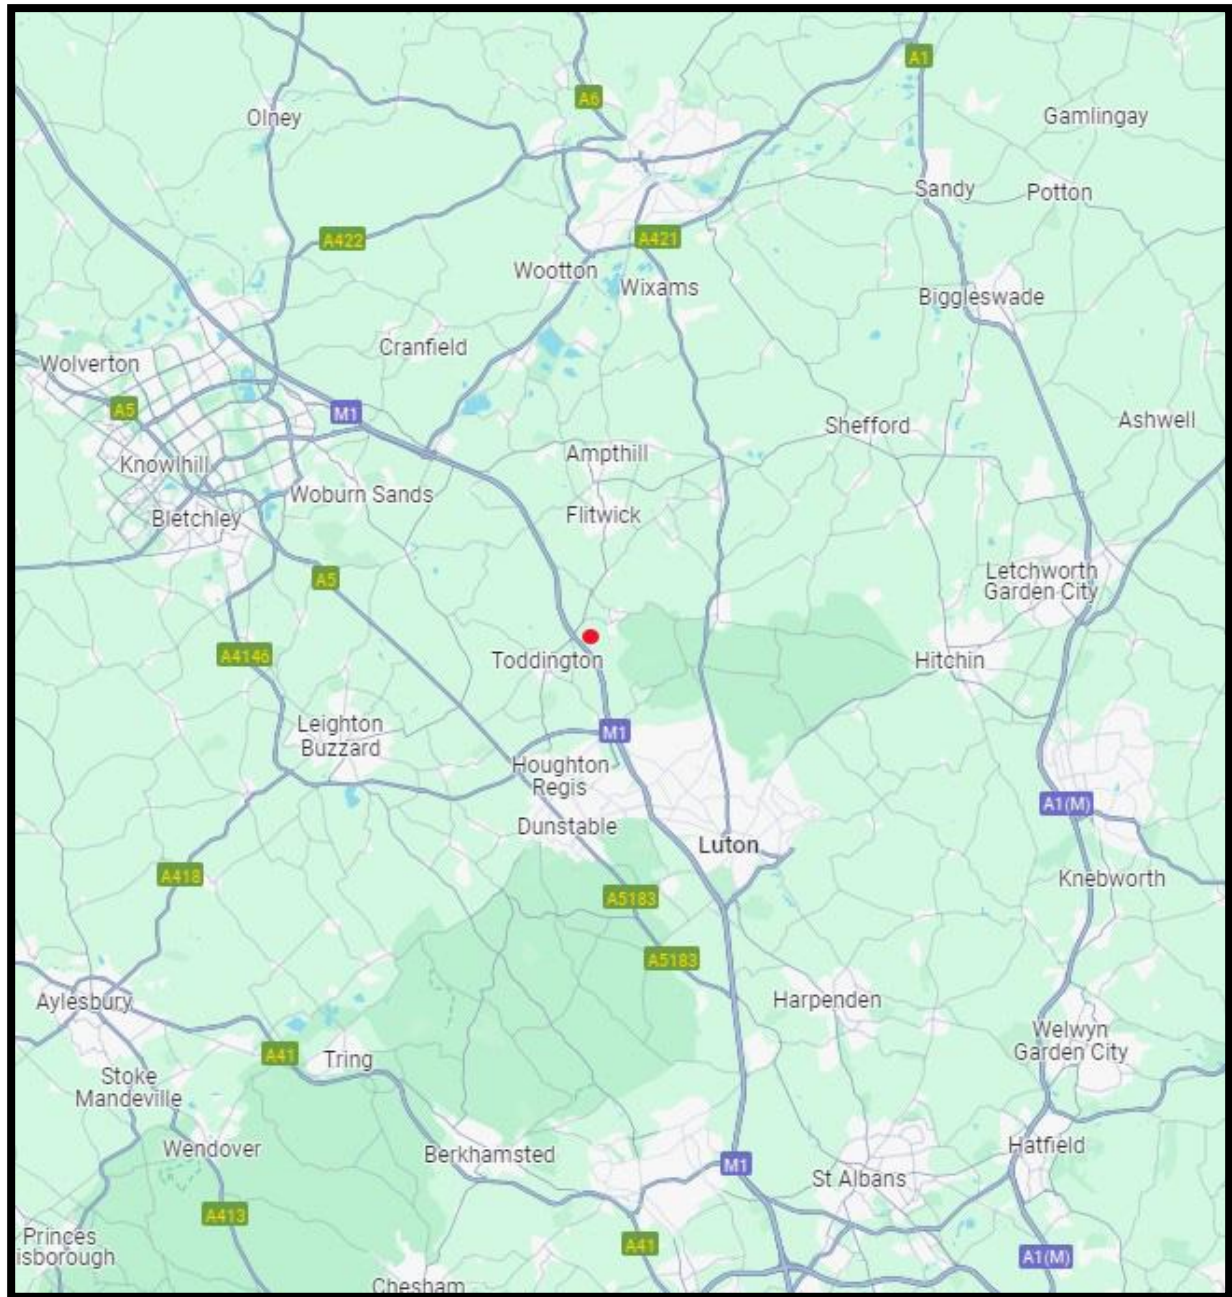 A1
A6
Olney
Gamlingay
Sandy
Potton
A422
A421
Wootton
Wixams
Biggleswade
Cranfield
Wolverton
A5
M1
Ashwell
Shefford
Ampthill
Knowlhill
Woburn Sands
Flitwick
Bletchley
A5
Letchworth
Garden City
A4146
Toddington
Hitchin
Leighton
Buzzard
M1
Houghton
Regis
A1(M)
Dunstable
Luton
A418
Knebworth
A5183
A5183
Aylesbury
Harpenden
Welwyn
Garden City
A41
Tring
Stoke
Mandeville
Wendover
Berkhamsted
Hatfield
M1
St Albans
A413
Princes
isborough
A41
A1(M)
Chesham